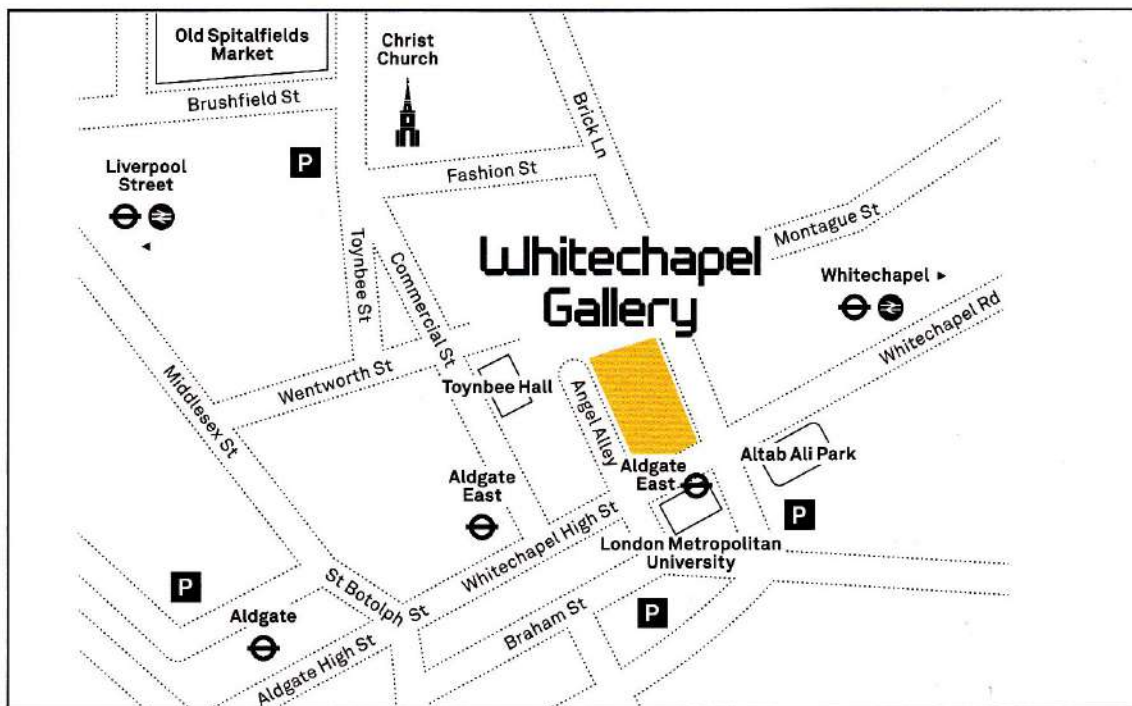 Old Spitalfields
Market
Christ
Church
Brushfield St
Brick Ln
P
Liverpool
Street
Fashion St
Montague St
Toynbee St
Commercial St
Whitechapel
Gallery
Whitechapel
Whitechapel Rd
Wentworth St
Toynbee Hall
Middlesex St
Angel Alley
Aldgate
East
Aldgate
East
Altab Ali Park
Whitechapel High St
P
London Metropolitan
University
P
St Botolph St
Aldgate
Braham St
P
Aldgate High St